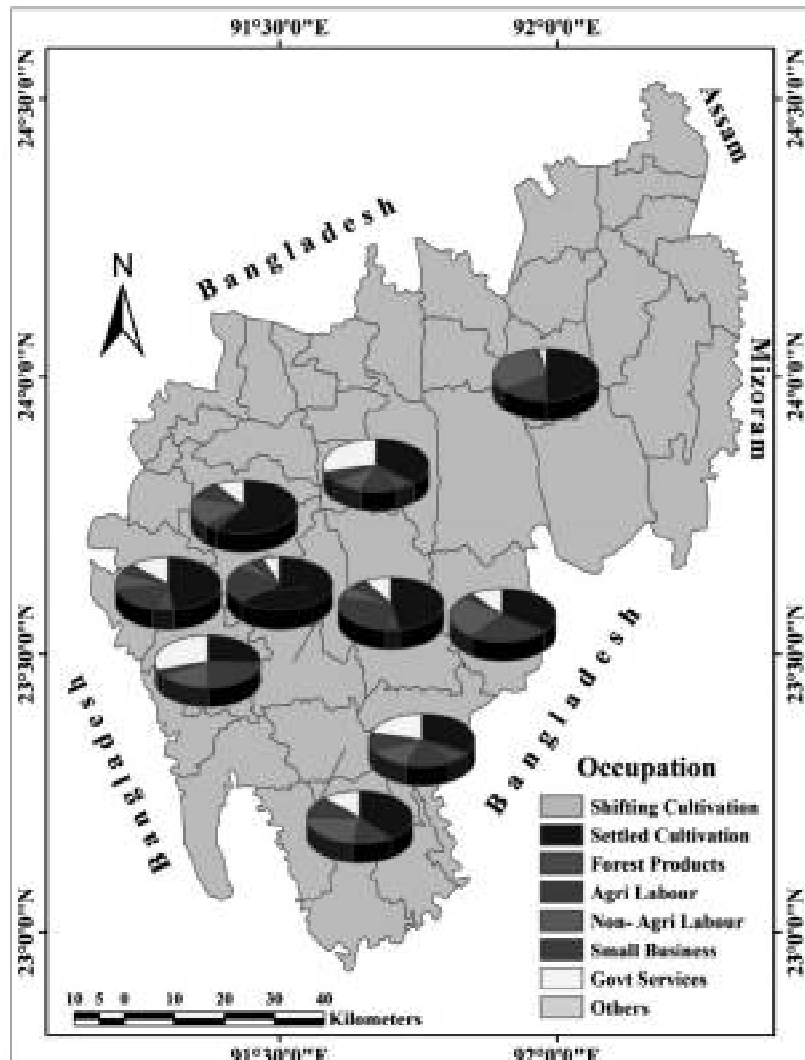 91°30'0"E 92°0'0"E
24°30'0"N
24°30'0"N
Assam
Bangladesh
N
24°0'0"N
24°0'0"N
Mizoram
23°30'0"N
23°30'0"N
Bangladesh
Bangladesh
Occupation
Shifting Cultivation
Settled Cultivation
Forest Products
Agri Labour
Non- Agri Labour
Small Business
Govt Services
Others
23°0'0"N
23°0'0"N
10 5 0 10 20 30 40
Kilometers
91°30'0"E 92°0'0"E